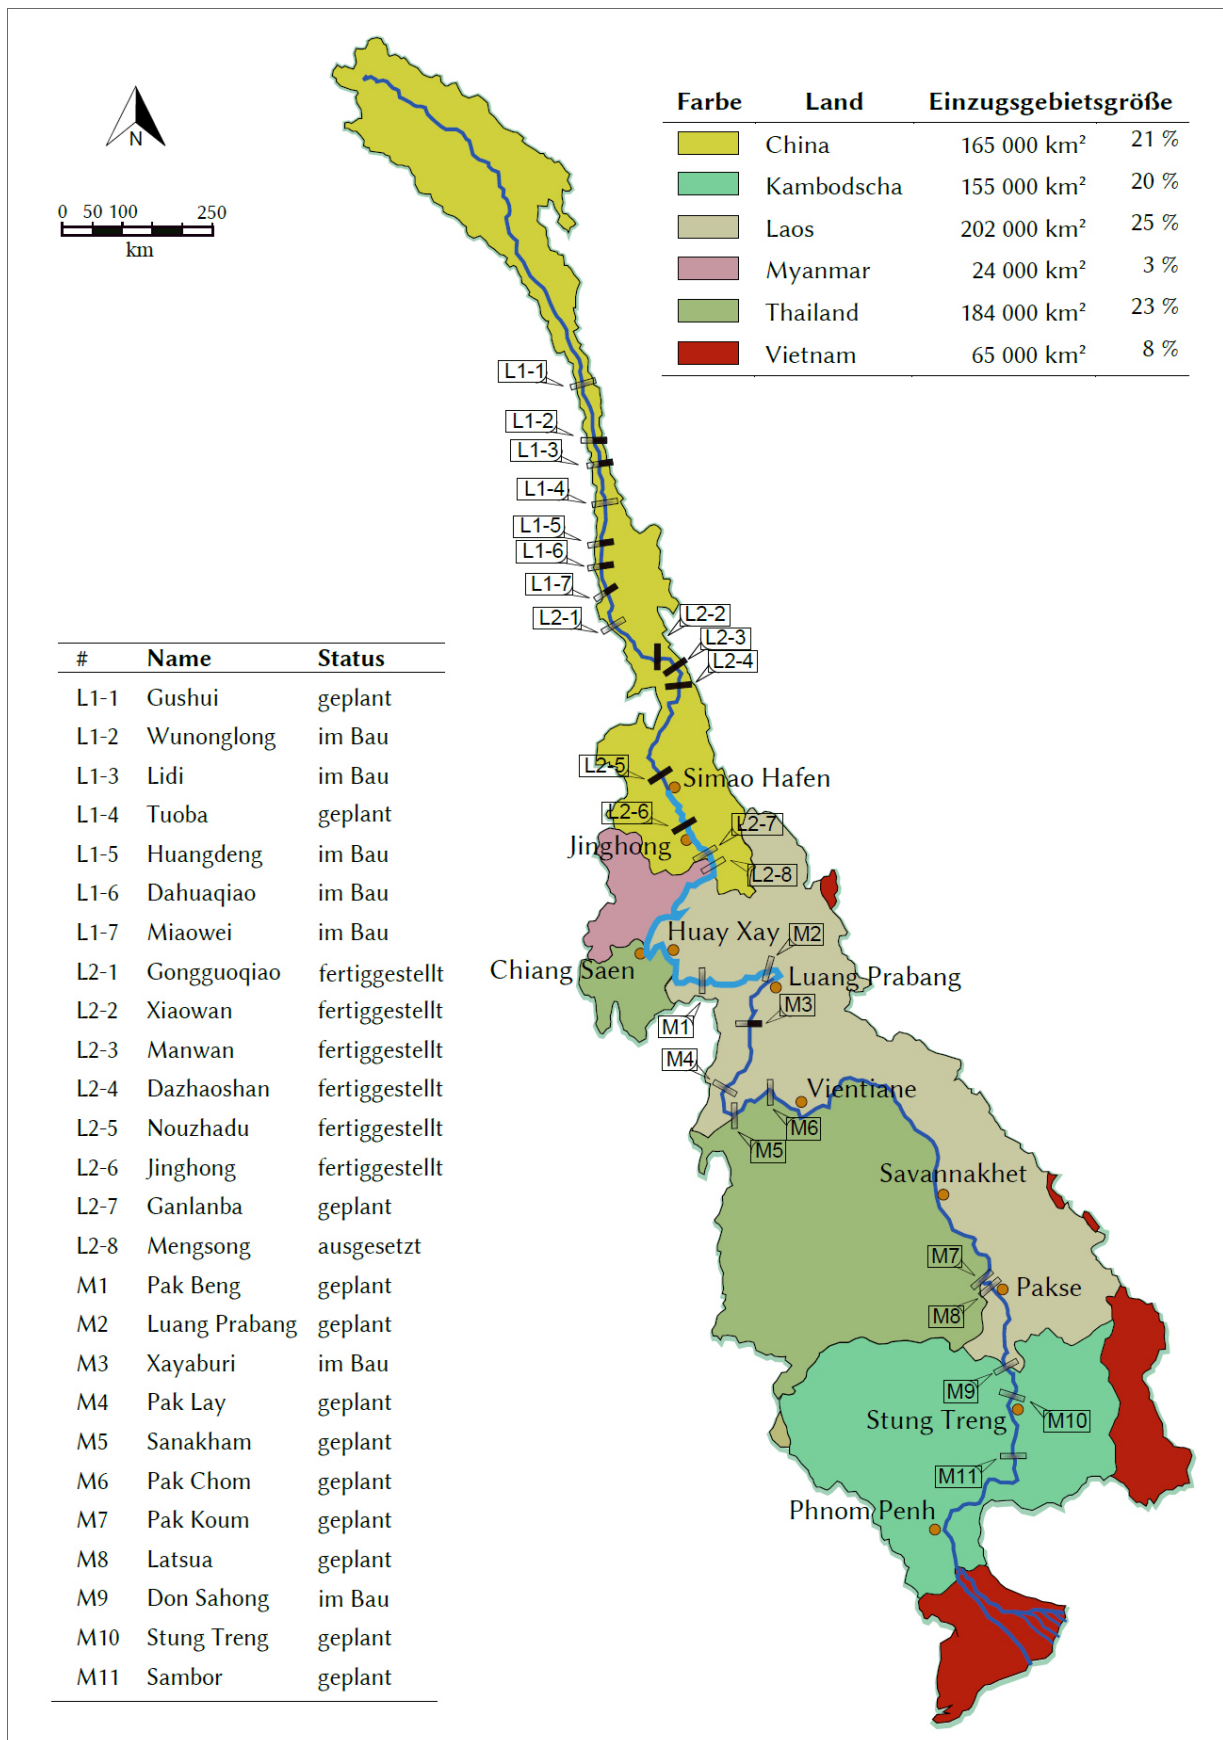 Farbe Land Einzugsgebietsgröße
China 165 000 km² 21 %
Kambodscha 155 000 km² 20 %
Laos 202 000 km² 25 %
Myanmar 24 000 km² 3 %
Thailand 184 000 km² 23 %
Vietnam 65 000 km² 8 %
N
0 50 100 250
km
L1-1
L1-2
L1-3
L1-4
L1-5
L1-6
L1-7
L2-1
L2-2
L2-3
L2-4
L2-5
Simao Hafen
L2-6
L2-7
Jinghong
L2-8
Huay Xay
M2
Chiang Saen
Luang Prabang
M3
M1
M4
Vientiane
M6
M5
Savannakhet
M7
Pakse
M8
M9
Stung Treng
M10
M11
Phnom Penh
# Name Status
L1-1 Gushui geplant
L1-2 Wunonglong im Bau
L1-3 Lidi im Bau
L1-4 Tuoba geplant
L1-5 Huangdeng im Bau
L1-6 Dahuaqiao im Bau
L1-7 Miaowei im Bau
L2-1 Gongguoqiao fertiggestellt
L2-2 Xiaowan fertiggestellt
L2-3 Manwan fertiggestellt
L2-4 Dazhaoshan fertiggestellt
L2-5 Nouzhadu fertiggestellt
L2-6 Jinghong fertiggestellt
L2-7 Ganlanba geplant
L2-8 Mengsong ausgesetzt
M1 Pak Beng geplant
M2 Luang Prabang geplant
M3 Xayaburi im Bau
M4 Pak Lay geplant
M5 Sanakham geplant
M6 Pak Chom geplant
M7 Pak Koum geplant
M8 Latsua geplant
M9 Don Sahong im Bau
M10 Stung Treng geplant
M11 Sambor geplant